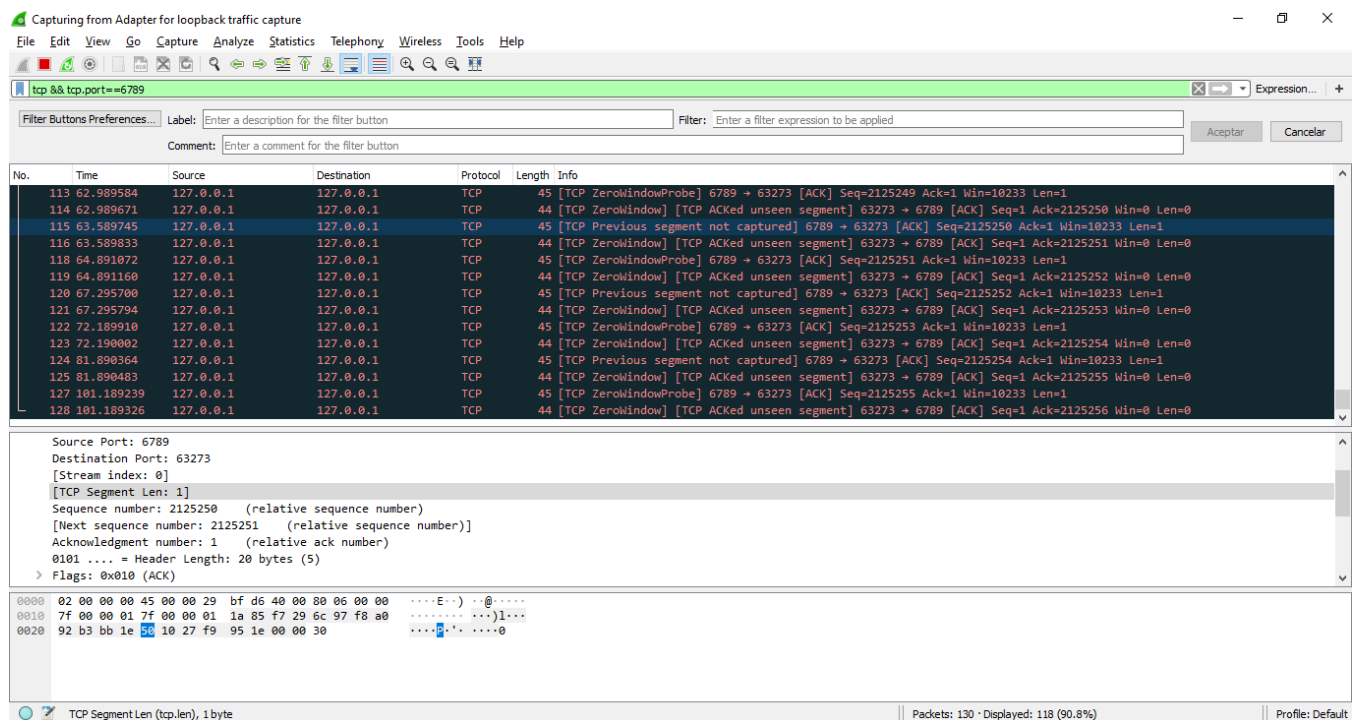 Capturing from Adapter for loopback traffic capture
File Edit View Go Capture Analyze Statistics Telephony Wireless Tools Help
tcp && tcp.port==6789 Expression... +
Filter Buttons Preferences... Label: Enter a description for the filter button Filter: Enter a filter expression to be applied
Aceptar Cancelar
Comment: Enter a comment for the filter button
No. Time Source Destination Protocol Length Info
113 62.989584 127.0.0.1 127.0.0.1 TCP 45 [TCP ZeroWindowProbe] 6789 → 63273 [ACK] Seq=2125249 Ack=1 Win=10233 Len=1
114 62.989671 127.0.0.1 127.0.0.1 TCP 44 [TCP ZeroWindow] [TCP ACKed unseen segment] 63273 → 6789 [ACK] Seq=1 Ack=2125250 Win=0 Len=0
115 63.589745 127.0.0.1 127.0.0.1 TCP 45 [TCP Previous segment not captured] 6789 → 63273 [ACK] Seq=2125250 Ack=1 Win=10233 Len=1
116 63.589833 127.0.0.1 127.0.0.1 TCP 44 [TCP ZeroWindow] [TCP ACKed unseen segment] 63273 → 6789 [ACK] Seq=1 Ack=2125251 Win=0 Len=0
118 64.891072 127.0.0.1 127.0.0.1 TCP 45 [TCP ZeroWindowProbe] 6789 → 63273 [ACK] Seq=2125251 Ack=1 Win=10233 Len=1
119 64.891160 127.0.0.1 127.0.0.1 TCP 44 [TCP ZeroWindow] [TCP ACKed unseen segment] 63273 → 6789 [ACK] Seq=1 Ack=2125252 Win=0 Len=0
120 67.295700 127.0.0.1 127.0.0.1 TCP 45 [TCP Previous segment not captured] 6789 → 63273 [ACK] Seq=2125252 Ack=1 Win=10233 Len=1
121 67.295794 127.0.0.1 127.0.0.1 TCP 44 [TCP ZeroWindow] [TCP ACKed unseen segment] 63273 → 6789 [ACK] Seq=1 Ack=2125253 Win=0 Len=0
122 72.189910 127.0.0.1 127.0.0.1 TCP 45 [TCP ZeroWindowProbe] 6789 → 63273 [ACK] Seq=2125253 Ack=1 Win=10233 Len=1
123 72.190002 127.0.0.1 127.0.0.1 TCP 44 [TCP ZeroWindow] [TCP ACKed unseen segment] 63273 → 6789 [ACK] Seq=1 Ack=2125254 Win=0 Len=0
124 81.890364 127.0.0.1 127.0.0.1 TCP 45 [TCP Previous segment not captured] 6789 → 63273 [ACK] Seq=2125254 Ack=1 Win=10233 Len=1
125 81.890483 127.0.0.1 127.0.0.1 TCP 44 [TCP ZeroWindow] [TCP ACKed unseen segment] 63273 → 6789 [ACK] Seq=1 Ack=2125255 Win=0 Len=0
127 101.189239 127.0.0.1 127.0.0.1 TCP 45 [TCP ZeroWindowProbe] 6789 → 63273 [ACK] Seq=2125255 Ack=1 Win=10233 Len=1
128 101.189326 127.0.0.1 127.0.0.1 TCP 44 [TCP ZeroWindow] [TCP ACKed unseen segment] 63273 → 6789 [ACK] Seq=1 Ack=2125256 Win=0 Len=0
Source Port: 6789
Destination Port: 63273
[Stream index: 0]
[TCP Segment Len: 1]
Sequence number: 2125250 (relative sequence number)
[Next sequence number: 2125251 (relative sequence number)]
Acknowledgment number: 1 (relative ack number)
0101 .... = Header Length: 20 bytes (5)
> Flags: 0x010 (ACK)
0000 02 00 00 00 45 00 00 29 bf d6 40 00 80 06 00 00 ····E··) ··@·····
0010 7f 00 00 01 7f 00 00 01 1a 85 f7 29 6c 97 f8 a0 ········ ···)l···
0020 92 b3 bb 1e 50 10 27 f9 95 1e 00 00 30 ····P·'· ····0
TCP Segment Len (tcp.len), 1 byte Packets: 130 · Displayed: 118 (90.8%) Profile: Default